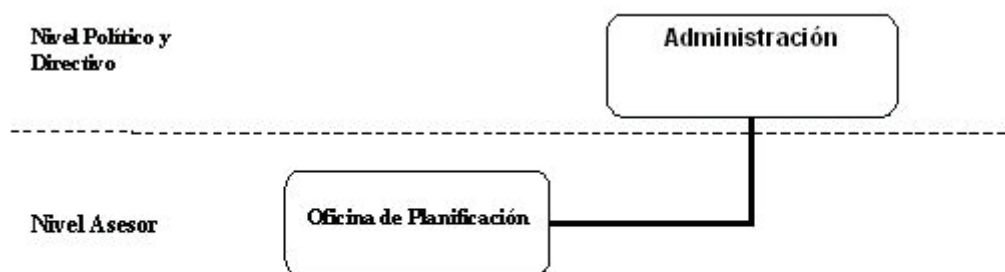 Nivel Político y
Directivo
Administración
Nivel Asesor
Oficina de Planificación